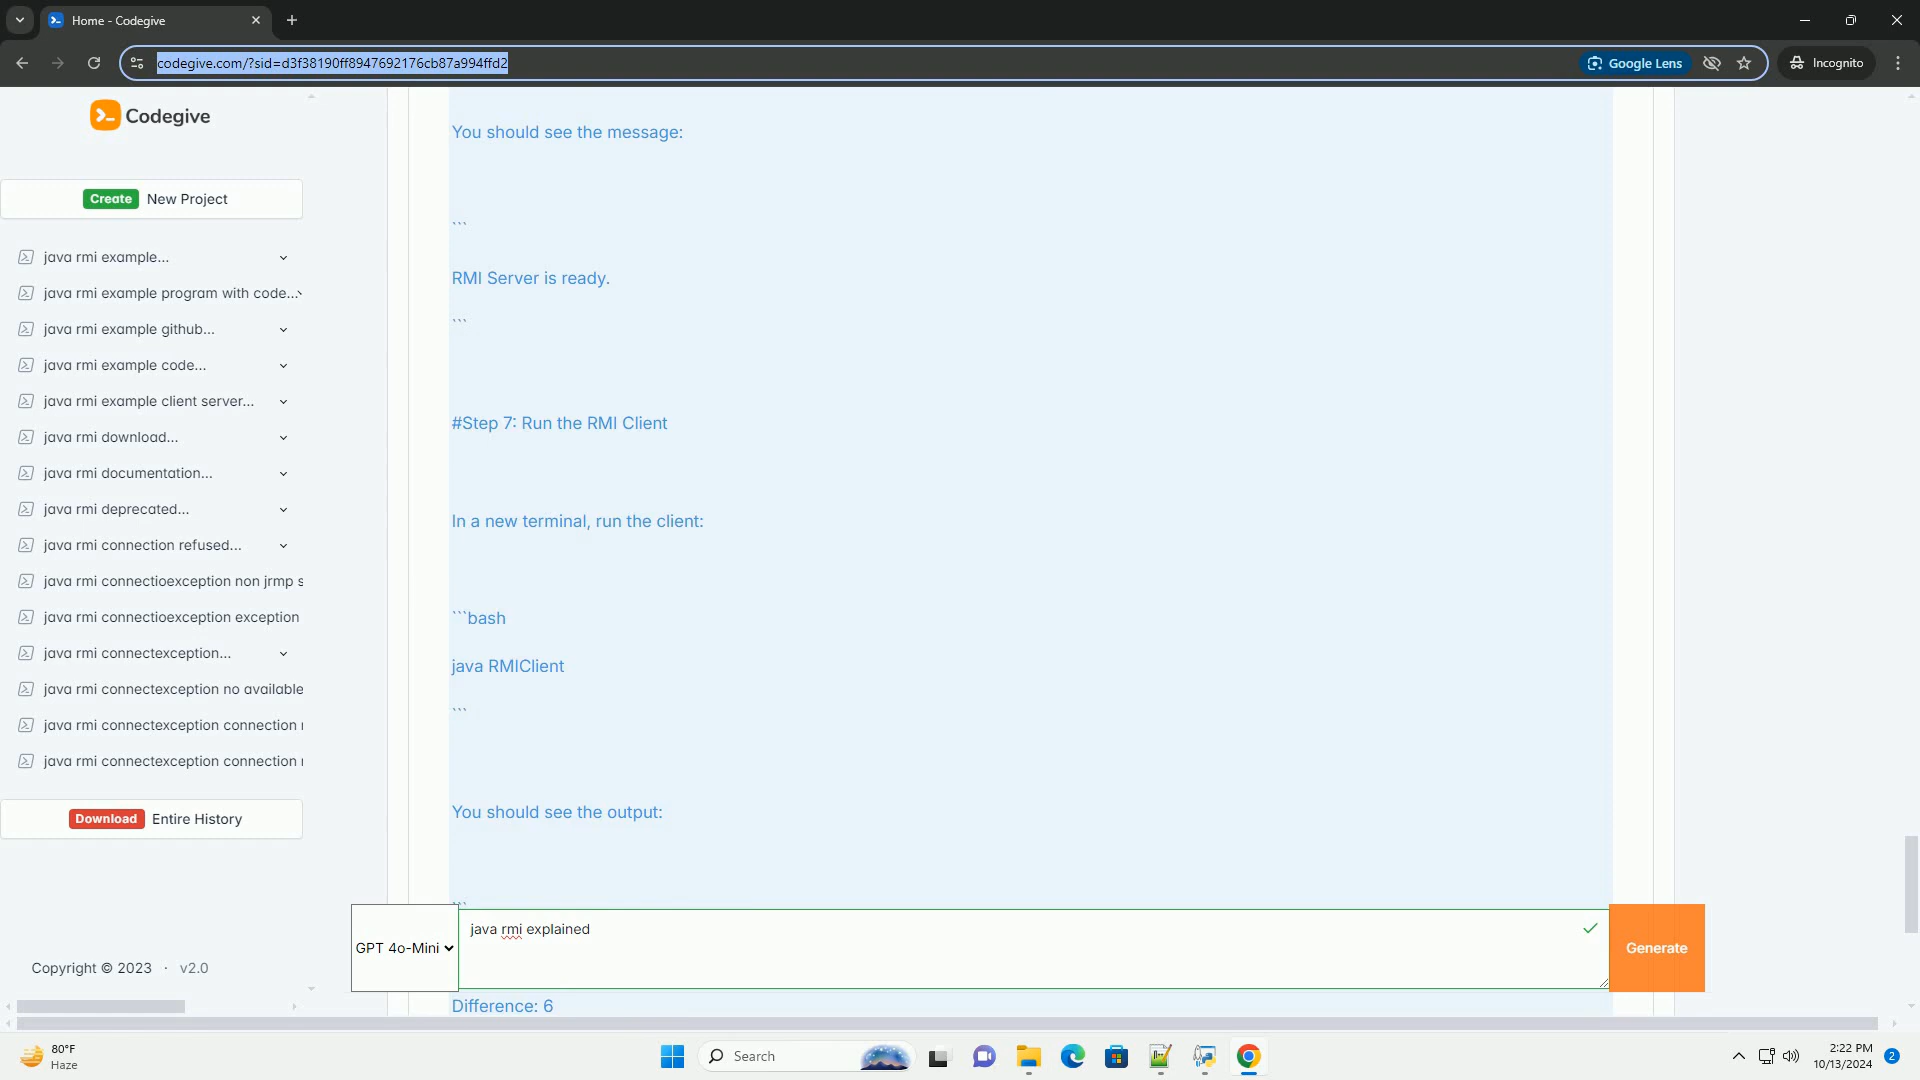 Home - Codegive
codegive.com/?sid=d3f38190ff8947692176cb87a994ffd2
Google Lens
Incognito
Codegive
Create New Project
java rmi example...
java rmi example program with code...
java rmi example github...
java rmi example code...
java rmi example client server...
java rmi download...
java rmi documentation...
java rmi deprecated...
java rmi connection refused...
java rmi connectioexception non jrmp s
java rmi connectioexception exception
java rmi connectexception...
java rmi connectexception no available
java rmi connectexception connection
java rmi connectexception connection
Download Entire History
Copyright © 2023 · v2.0
You should see the message:
```
RMI Server is ready.
```
#Step 7: Run the RMI Client
In a new terminal, run the client:
```bash
java RMIClient
```
You should see the output:
```
GPT 4o-Mini
java rmi explained
Generate
Difference: 6
80°F
Haze
Search
2:22 PM
10/13/2024
2